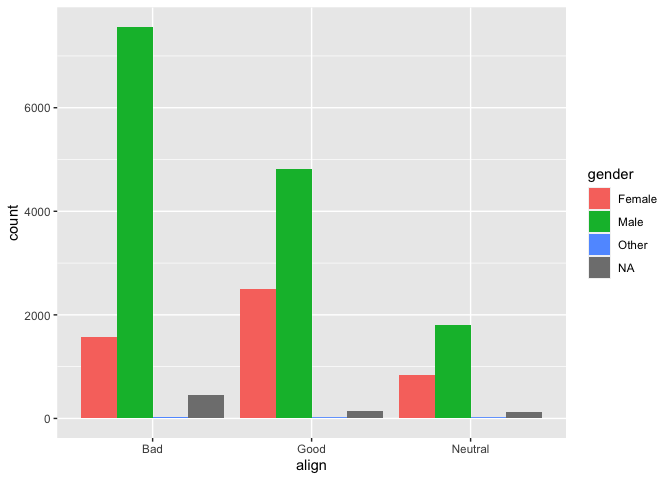 6000
4000
2000
0
count
Bad Good Neutral
align
gender
Female
Male
Other
NA